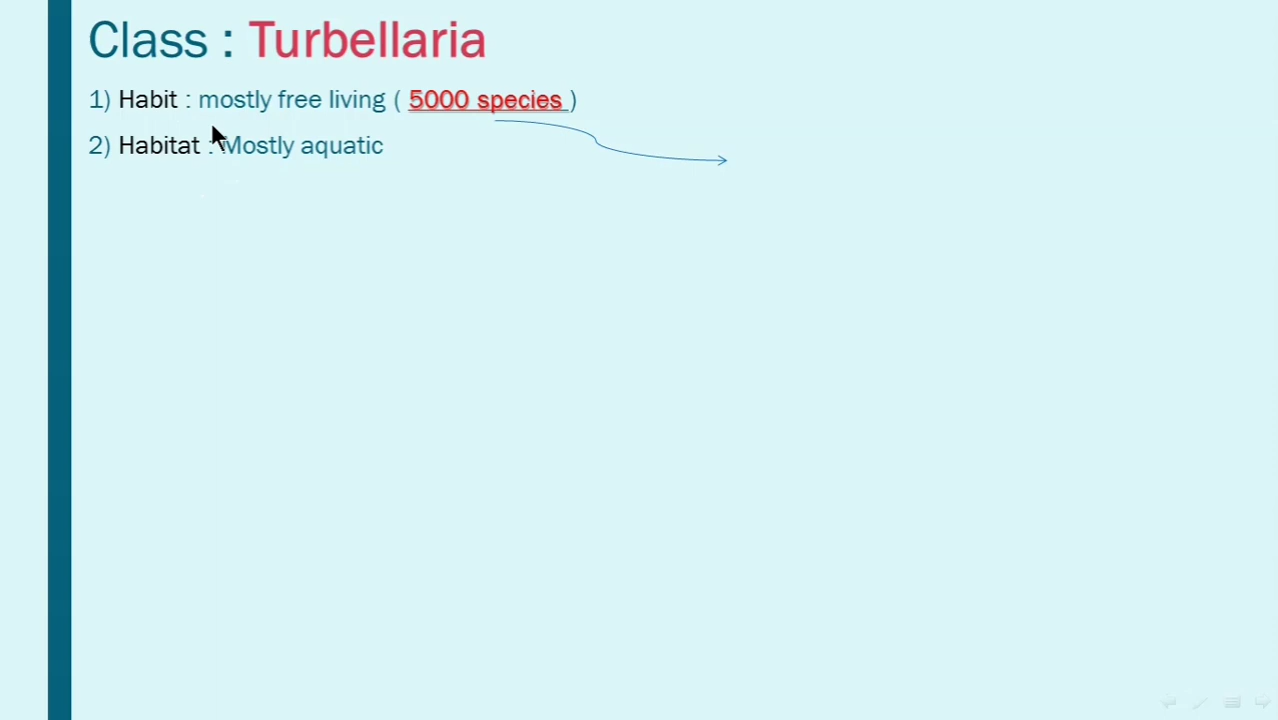 Class : Turbellaria
1) Habit : mostly free living ( 5000 species )
2) Habitat : Mostly aquatic